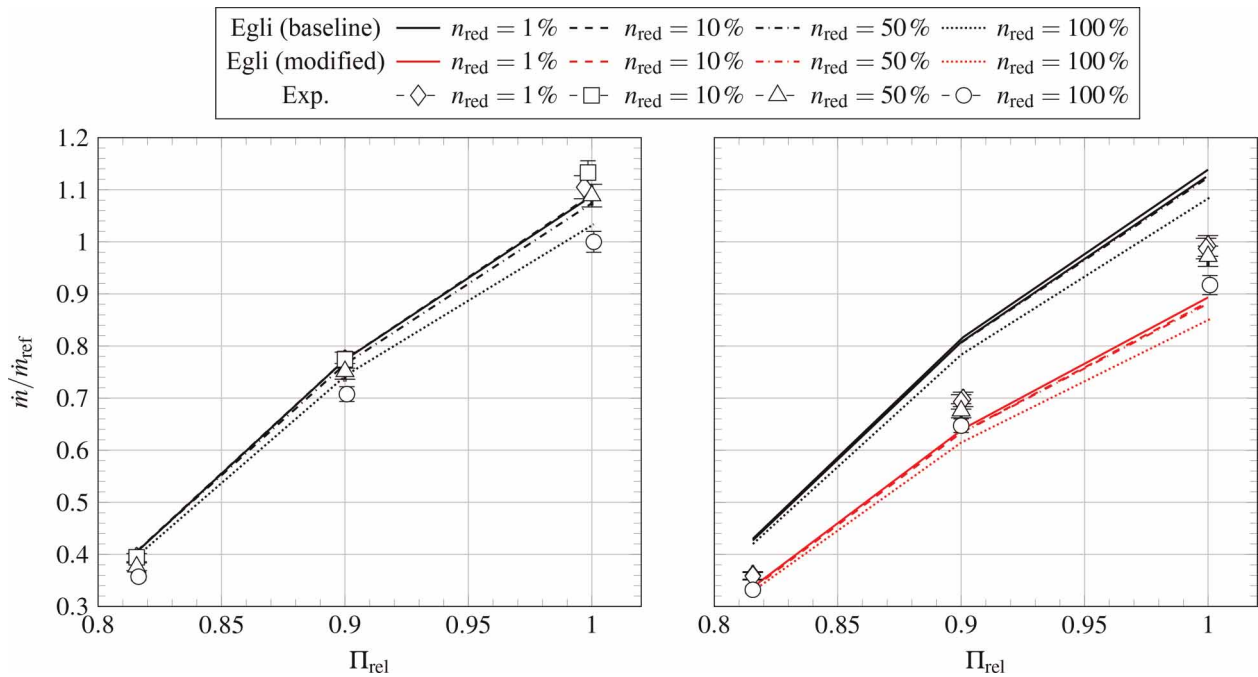 Egli (baseline) n_red = 1 % n_red = 10 % n_red = 50 % n_red = 100 %
Egli (modified) n_red = 1 % n_red = 10 % n_red = 50 % n_red = 100 %
Exp. n_red = 1 % n_red = 10 % n_red = 50 % n_red = 100 %
ṁ/ṁ_ref
1.2
1.1
1
0.9
0.8
0.7
0.6
0.5
0.4
0.3
0.8 0.85 0.9 0.95 1 0.8 0.85 0.9 0.95 1
Π_rel Π_rel